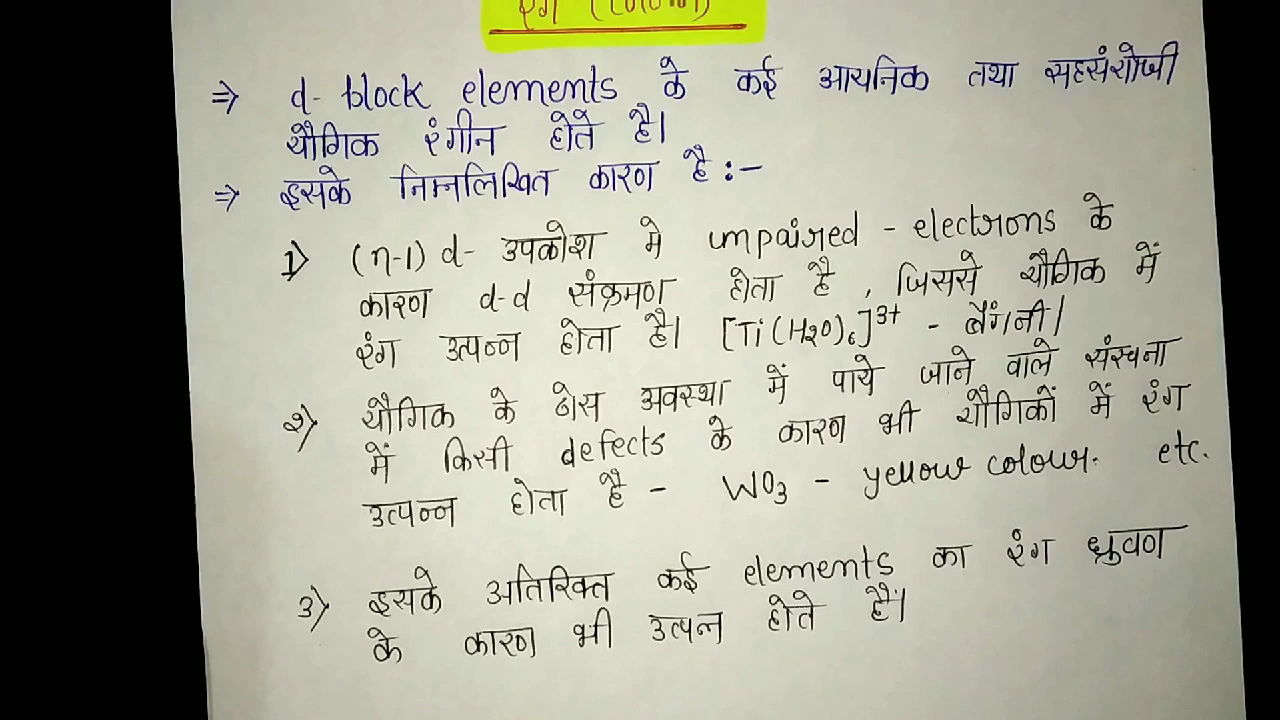 रंग (colour)
⇒ d- block elements के कई आयनिक तथा सहसंयोजी
यौगिक रंगीन होते है।
⇒ इसके निम्नलिखित कारण है :-
1) (n-1) d- उपकोश मे unpaired - electrons के
कारण d-d संक्रमण होता है , जिससे यौगिक में
रंग उत्पन्न होता है। [Ti(H2O)6]3+ - बैंगनी।
2) यौगिक के ठोस अवस्था में पाये जाने वाले संरचना
में किसी defects के कारण भी यौगिकों में रंग
उत्पन्न होता है - WO3 - yellow colour. etc.
3) इसके अतिरिक्त कई elements का रंग ध्रुवण
के कारण भी उत्पन्न होते हैं।